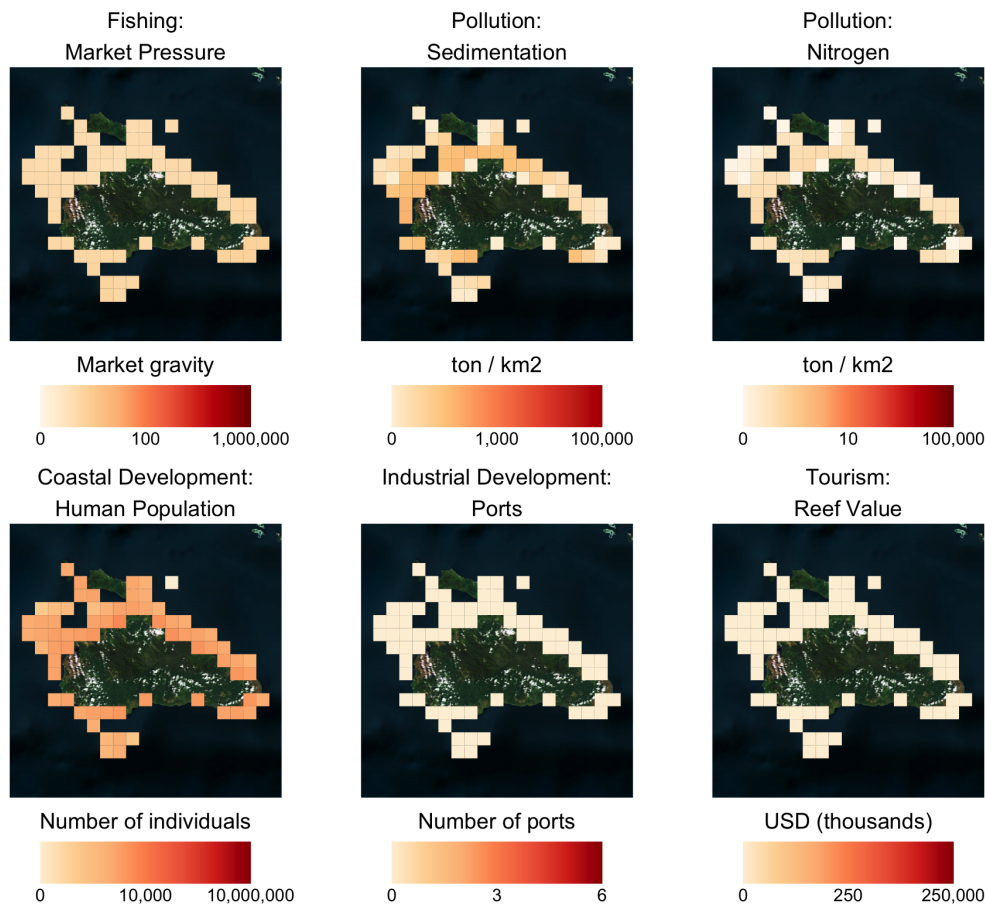 Fishing:
Market Pressure
Pollution:
Sedimentation
Pollution:
Nitrogen
Market gravity
0 100 1,000,000
ton / km2
0 1,000 100,000
ton / km2
0 10 100,000
Coastal Development:
Human Population
Industrial Development:
Ports
Tourism:
Reef Value
Number of individuals
0 10,000 10,000,000
Number of ports
0 3 6
USD (thousands)
0 250 250,000